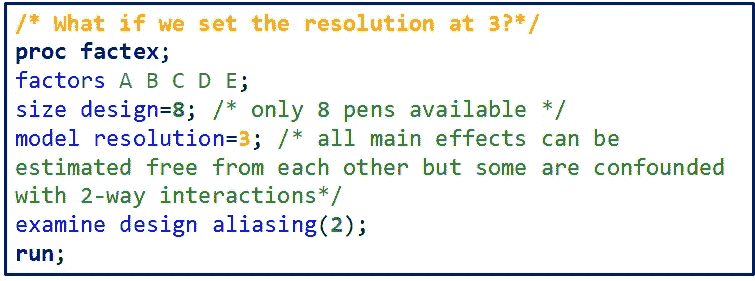 /* What if we set the resolution at 3?*/
proc factex;
factors A B C D E;
size design=8; /* only 8 pens available */
model resolution=3; /* all main effects can be
estimated free from each other but some are confounded
with 2-way interactions*/
examine design aliasing(2);
run;